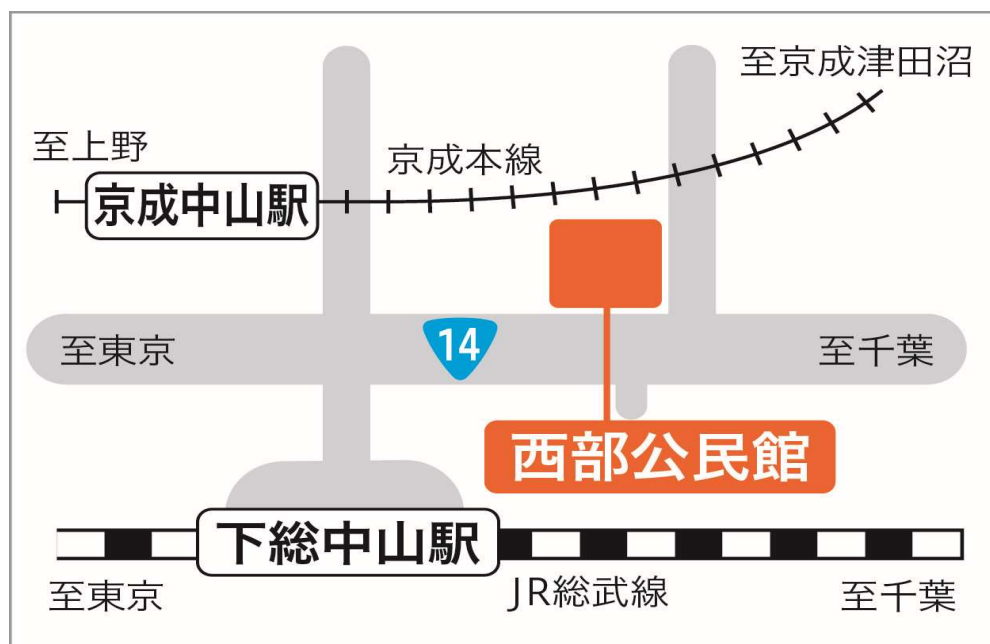 至京成津田沼
至上野
京成本線
京成中山駅
至東京
14
至千葉
西部公民館
下総中山駅
至東京
JR総武線
至千葉